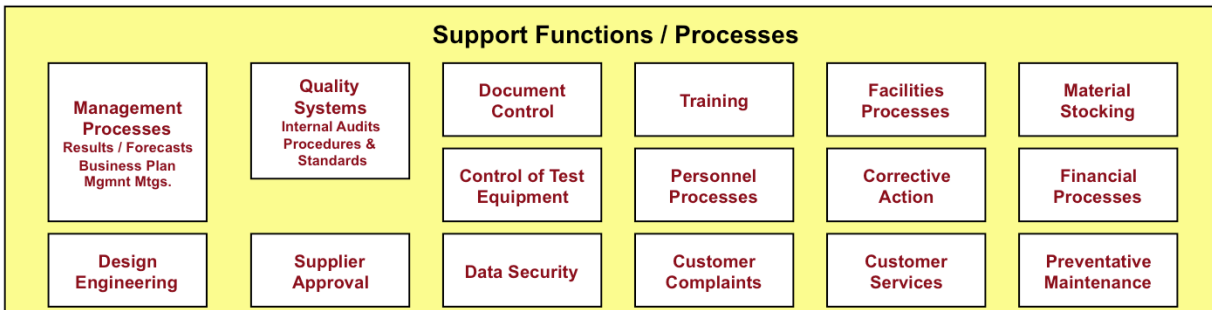 Support Functions / Processes
Management
Processes
Results / Forecasts
Business Plan
Mgmnt Mtgs.
Quality
Systems
Internal Audits
Procedures &
Standards
Document
Control
Training
Facilities
Processes
Material
Stocking
Control of Test
Equipment
Personnel
Processes
Corrective
Action
Financial
Processes
Design
Engineering
Supplier
Approval
Data Security
Customer
Complaints
Customer
Services
Preventative
Maintenance